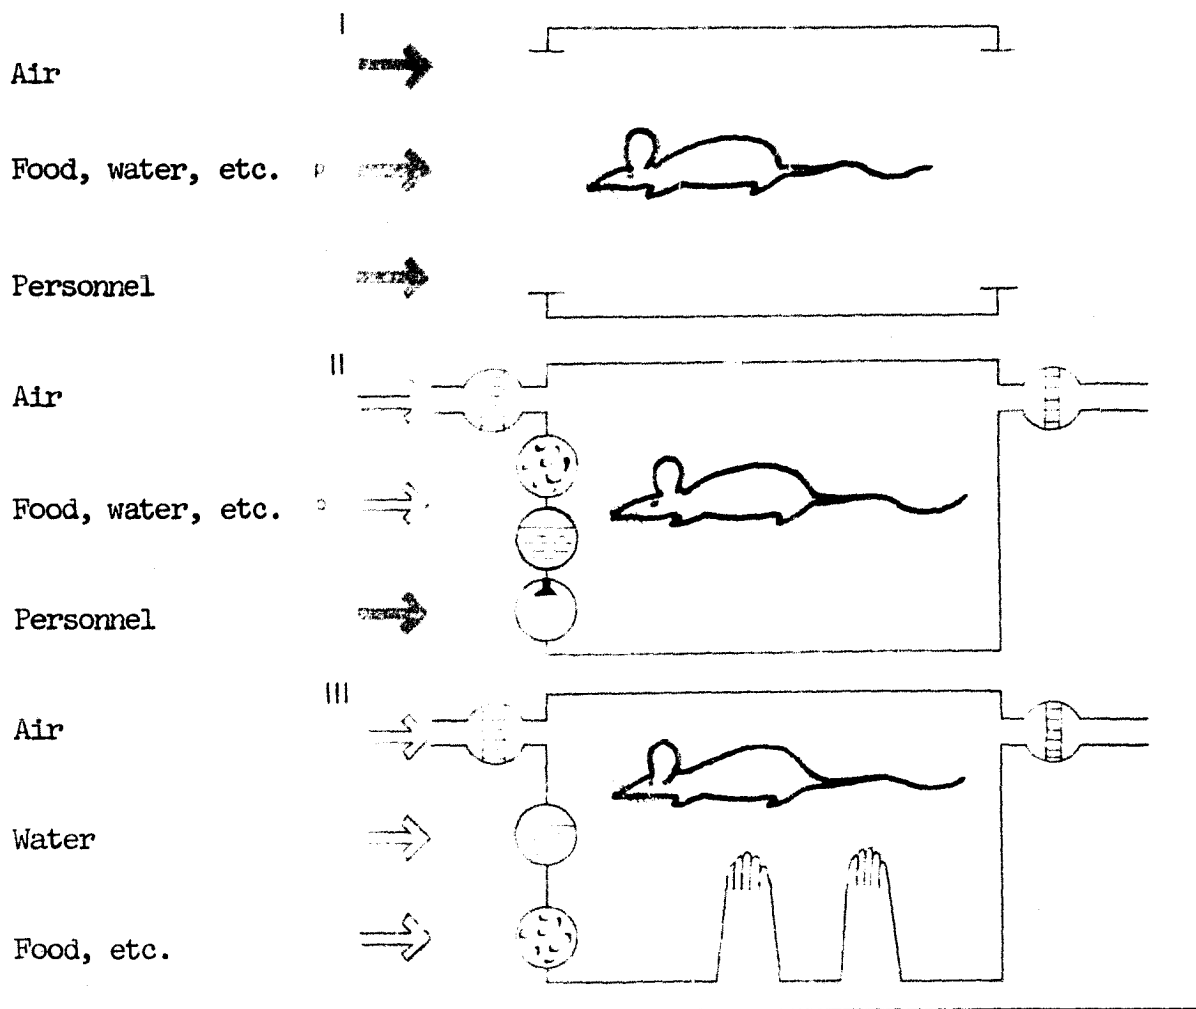 I
Air
Food, water, etc.
Personnel
II
Air
Food, water, etc.
Personnel
III
Air
Water
Food, etc.